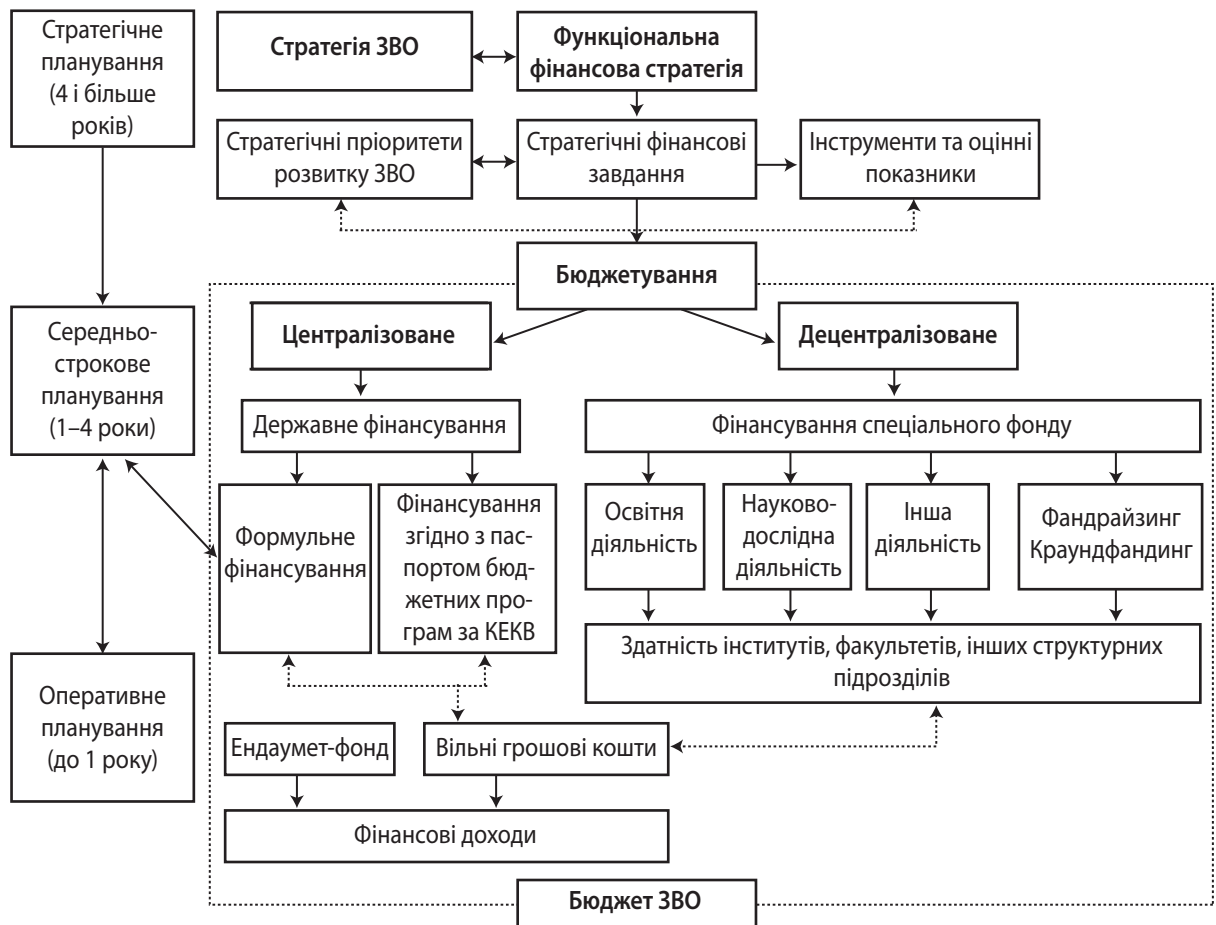 Стратегічне
планування
(4 і більше
років)
Стратегія ЗВО
Функціональна
фінансова стратегія
Стратегічні пріоритети
розвитку ЗВО
Стратегічні фінансові
завдання
Інструменти та оцінні
показники
Бюджетування
Середньо-
строкове
планування
(1–4 роки)
Централізоване
Децентралізоване
Державне фінансування
Фінансування спеціального фонду
Формульне
фінансування
Фінансування
згідно з пас-
портом бюд-
жетних про-
грам за КЕКВ
Освітня
діяльність
Науково-
дослідна
діяльність
Інша
діяльність
Фандрайзинг
Краундфандинг
Здатність інститутів, факультетів, інших структурних
підрозділів
Оперативне
планування
(до 1 року)
Ендаумет-фонд
Вільні грошові кошти
Фінансові доходи
Бюджет ЗВО